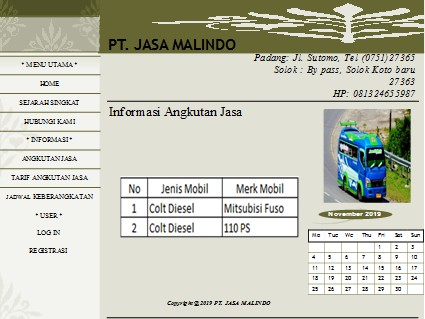 PT. JASA MALINDO
Padang: Jl. Sutomo, Tel (0751)27365
Solok : By pass, Solok Koto baru
27363
HP: 081324655987
* MENU UTAMA *
HOME
SEJARAH SINGKAT
HUBUNGI KAMI
* INFORMASI *
ANGKUTAN JASA
TARIF ANGKUTAN JASA
JADWAL KEBERANGKATAN
* USER *
LOG IN
REGISTRASI
Informasi Angkutan Jasa
No Jenis Mobil Merk Mobil
1 Colt Diesel Mitsubisi Fuso
2 Colt Diesel 110 PS
November 2019
Mo Tue We Thu Fri Sat Sun
1 2 3
4 5 6 7 8 9 10
11 12 13 14 15 16 17
18 19 20 21 22 23 24
25 26 27 28 29 30
Copyright@2019 PT. JASA MALINDO